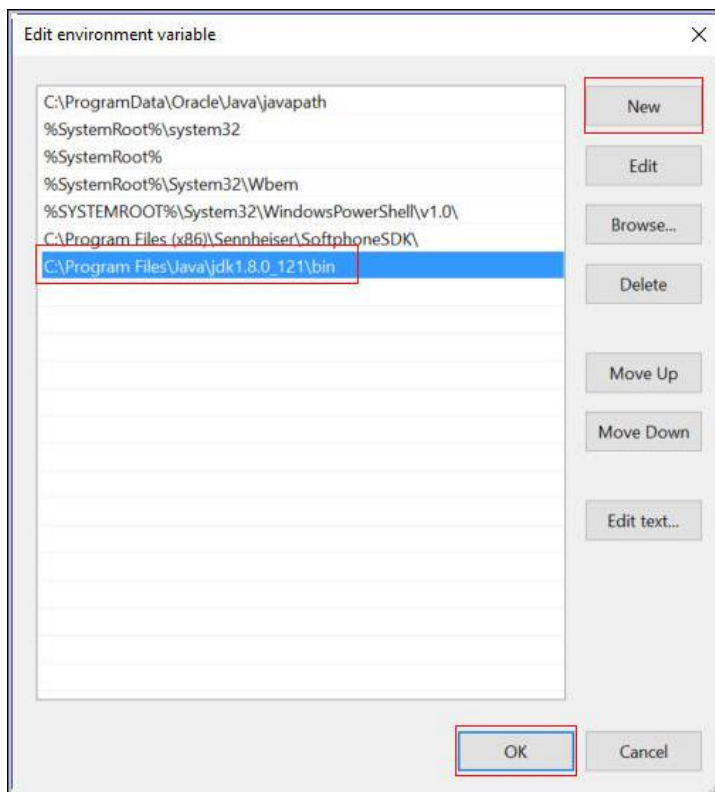 Edit environment variable
C:\ProgramData\Oracle\Java\javapath
%SystemRoot%\system32
%SystemRoot%
%SystemRoot%\System32\Wbem
%SYSTEMROOT%\System32\WindowsPowerShell\v1.0\
C:\Program Files (x86)\Sennheiser\SoftphoneSDK\
C:\Program Files\Java\jdk1.8.0_121\bin
New
Edit
Browse...
Delete
Move Up
Move Down
Edit text...
OK
Cancel